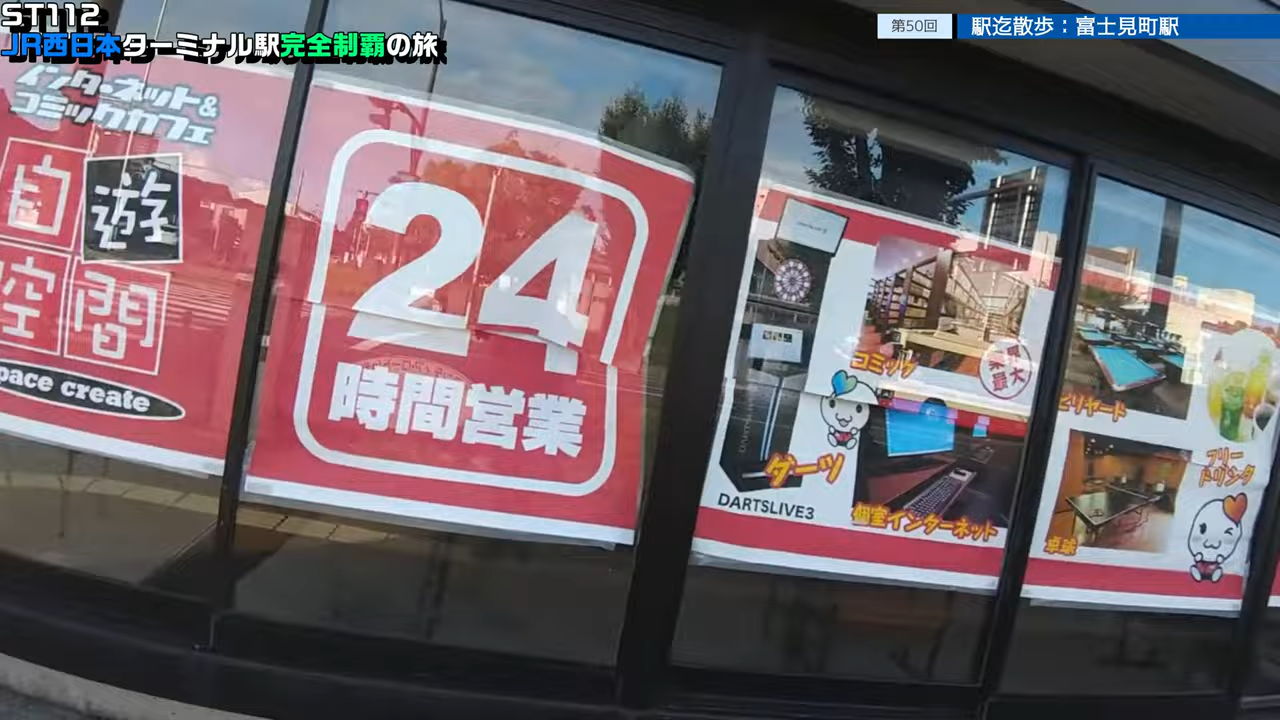 ST112
JR西日本ターミナル駅完全制覇の旅
第50回
駅迄散歩：富士見町駅
インターネット&
コミックカフェ
自遊
空間
pace create
24
時間営業
コミック
業界
最大
ダーツ
DARTSLIVE3
個室インターネット
ビリヤード
フリー
ドリンク
卓球